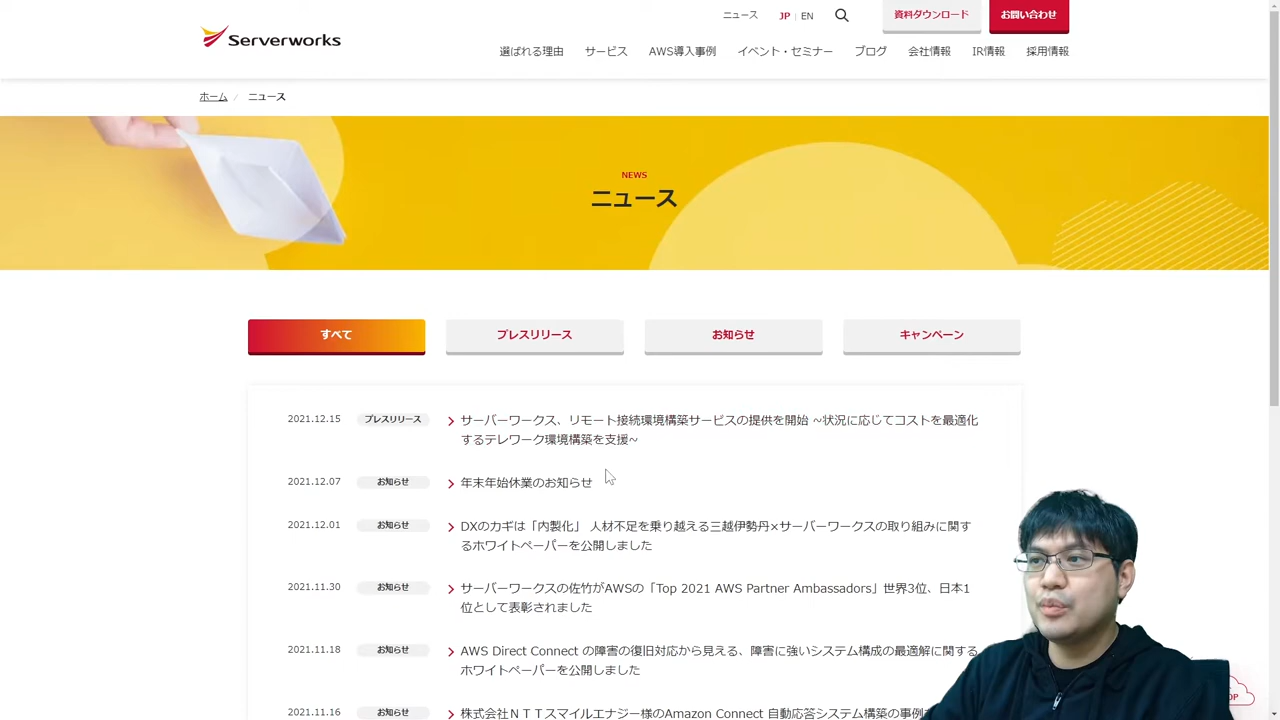 ニュース
JP | EN
資料ダウンロード
お問い合わせ
Serverworks
選ばれる理由
サービス
AWS導入事例
イベント・セミナー
ブログ
会社情報
IR情報
採用情報
ホーム / ニュース
NEWS
ニュース
すべて
プレスリリース
お知らせ
キャンペーン
2021.12.15 プレスリリース サーバーワークス、リモート接続環境構築サービスの提供を開始 ~状況に応じてコストを最適化
するテレワーク環境構築を支援~
2021.12.07 お知らせ 年末年始休業のお知らせ
2021.12.01 お知らせ DXのカギは「内製化」 人材不足を乗り越える三越伊勢丹×サーバーワークスの取り組みに関す
るホワイトペーパーを公開しました
2021.11.30 お知らせ サーバーワークスの佐竹がAWSの「Top 2021 AWS Partner Ambassadors」世界3位、日本1
位として表彰されました
2021.11.18 お知らせ AWS Direct Connect の障害の復旧対応から見える、障害に強いシステム構成の最適解に関する
ホワイトペーパーを公開しました
2021.11.16 お知らせ 株式会社ＮＴＴスマイルエナジー様のAmazon Connect 自動応答システム構築の事例